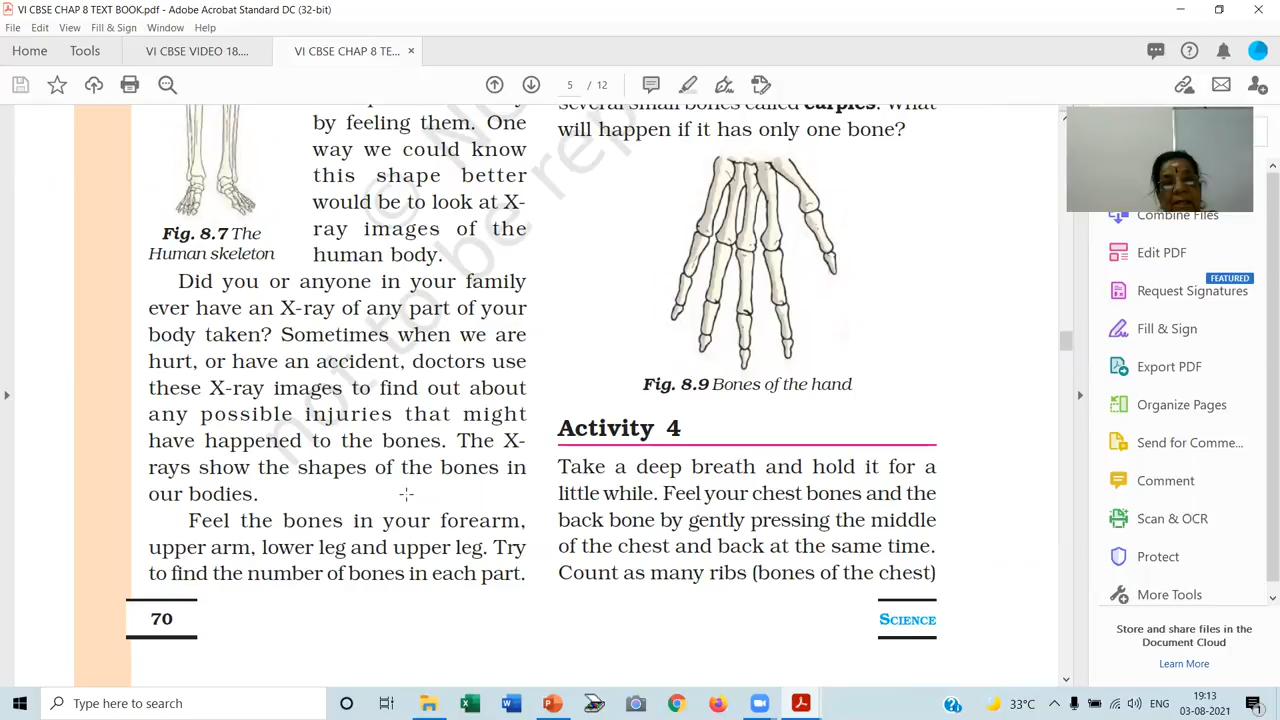 VI CBSE CHAP 8 TEXT BOOK.pdf - Adobe Acrobat Standard DC (32-bit)
File Edit View Fill & Sign Window Help
Home Tools VI CBSE VIDEO 18.... VI CBSE CHAP 8 TE... ×
5 / 12
by feeling them. One
way we could know
this shape better
would be to look at X-
ray images of the
human body.
Fig. 8.7 The
Human skeleton
Did you or anyone in your family
ever have an X-ray of any part of your
body taken? Sometimes when we are
hurt, or have an accident, doctors use
these X-ray images to find out about
any possible injuries that might
have happened to the bones. The X-
rays show the shapes of the bones in
our bodies.
Feel the bones in your forearm,
upper arm, lower leg and upper leg. Try
to find the number of bones in each part.
70
several small bones called carples. What
will happen if it has only one bone?
Fig. 8.9 Bones of the hand
Activity 4
Take a deep breath and hold it for a
little while. Feel your chest bones and the
back bone by gently pressing the middle
of the chest and back at the same time.
Count as many ribs (bones of the chest)
SCIENCE
not to be rep
Combine Files
Edit PDF
FEATURED
Request Signatures
Fill & Sign
Export PDF
Organize Pages
Send for Comme...
Comment
Scan & OCR
Protect
More Tools
Store and share files in the
Document Cloud
Learn More
Type here to search
33°C
ENG
19:13
03-08-2021